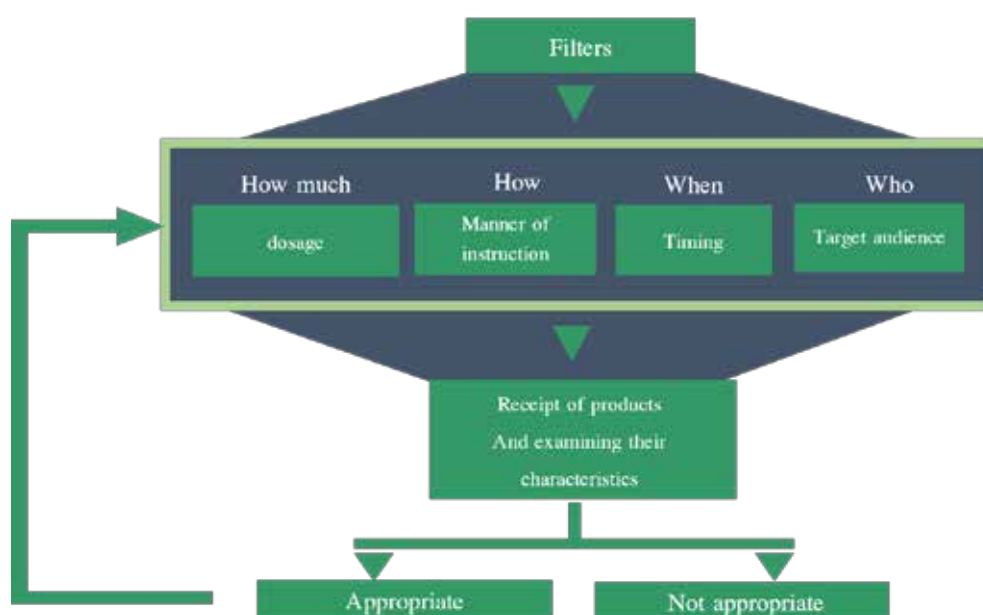 Filters
How much
How
When
Who
dosage
Manner of
instruction
Timing
Target audience
Receipt of products
And examining their
characteristics
Appropriate
Not appropriate